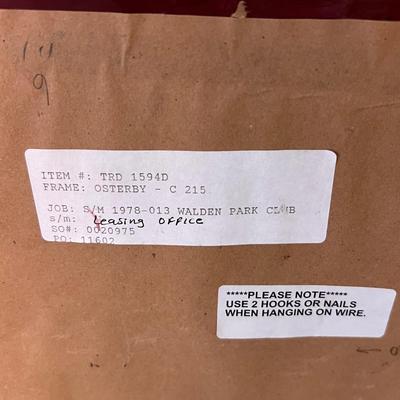 9
ITEM #: TRD 1594D
FRAME: OSTERBY - C 215
JOB: S/M 1978-013 WALDEN PARK CLUB
s/m: Leasing Office
SO#: 0020975
PO: 11602
*****PLEASE NOTE*****
USE 2 HOOKS OR NAILS
WHEN HANGING ON WIRE.